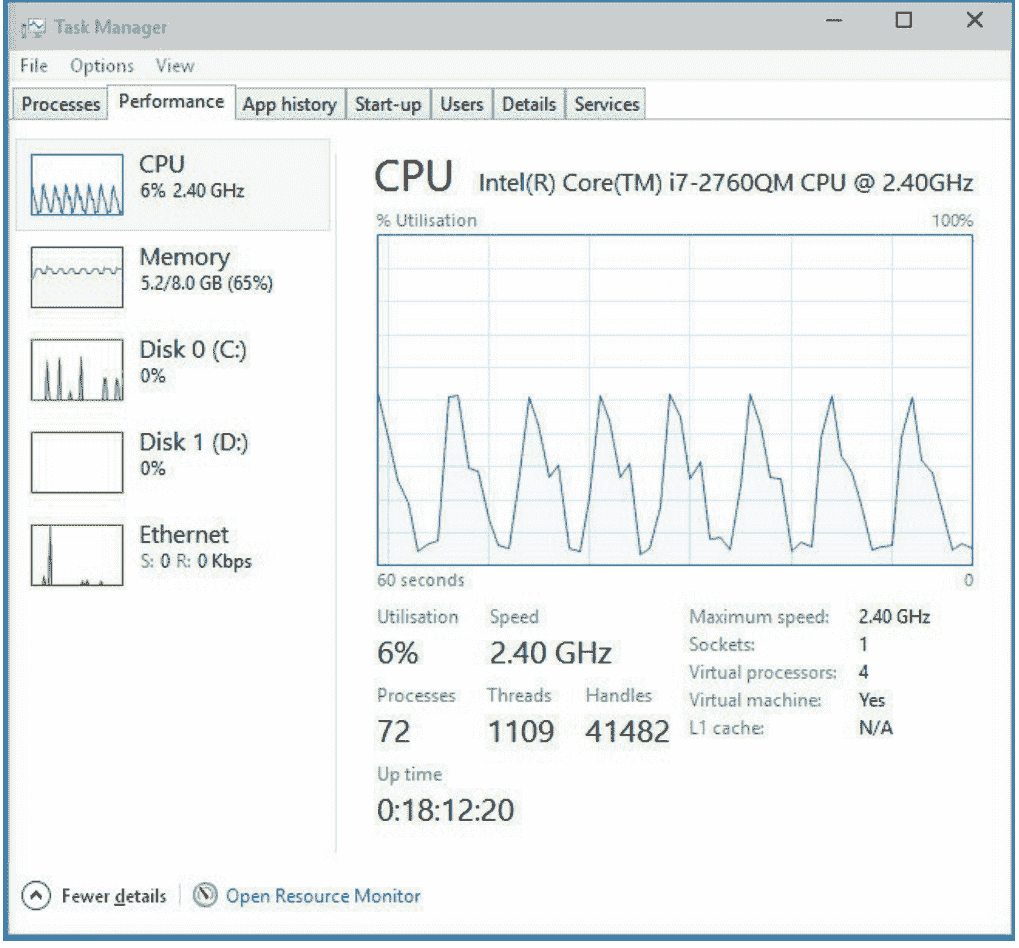 Task Manager
File Options View
Processes Performance App history Start-up Users Details Services
CPU
6% 2.40 GHz
Memory
5.2/8.0 GB (65%)
Disk 0 (C:)
0%
Disk 1 (D:)
0%
Ethernet
S: 0 R: 0 Kbps
CPU Intel(R) Core(TM) i7-2760QM CPU @ 2.40GHz
% Utilisation 100%
60 seconds 0
Utilisation Speed
6% 2.40 GHz
Processes Threads Handles
72 1109 41482
Up time
0:18:12:20
Maximum speed: 2.40 GHz
Sockets: 1
Virtual processors: 4
Virtual machine: Yes
L1 cache: N/A
Fewer details Open Resource Monitor